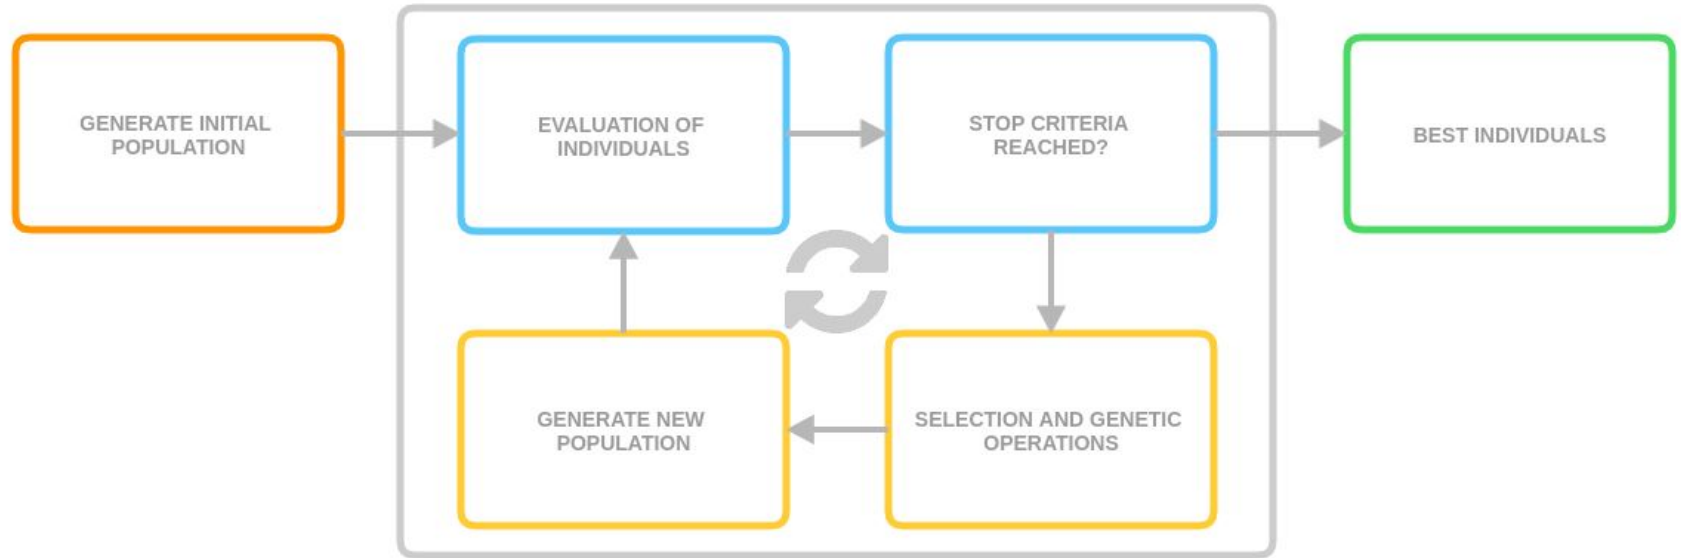 GENERATE INITIAL
POPULATION
EVALUATION OF
INDIVIDUALS
STOP CRITERIA
REACHED?
BEST INDIVIDUALS
GENERATE NEW
POPULATION
SELECTION AND GENETIC
OPERATIONS